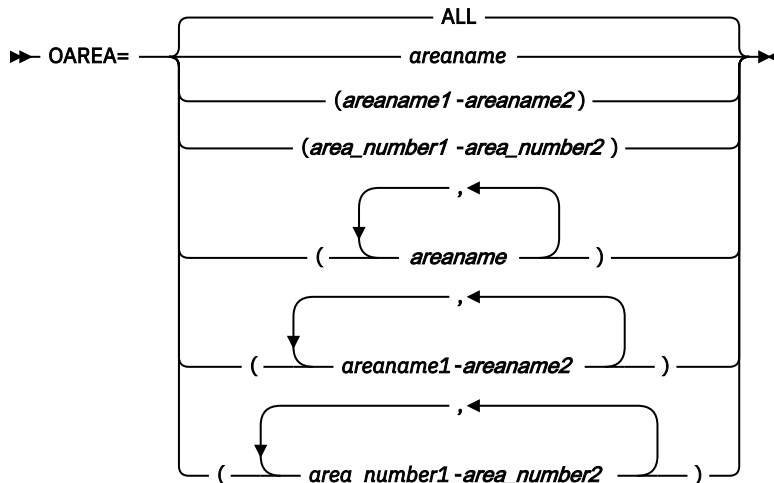 ALL
OAREA= areaname
(areaname1-areaname2)
(area_number1 -area_number2)
,
( areaname )
,
( areaname1-areaname2 )
,
( area_number1-area_number2 )